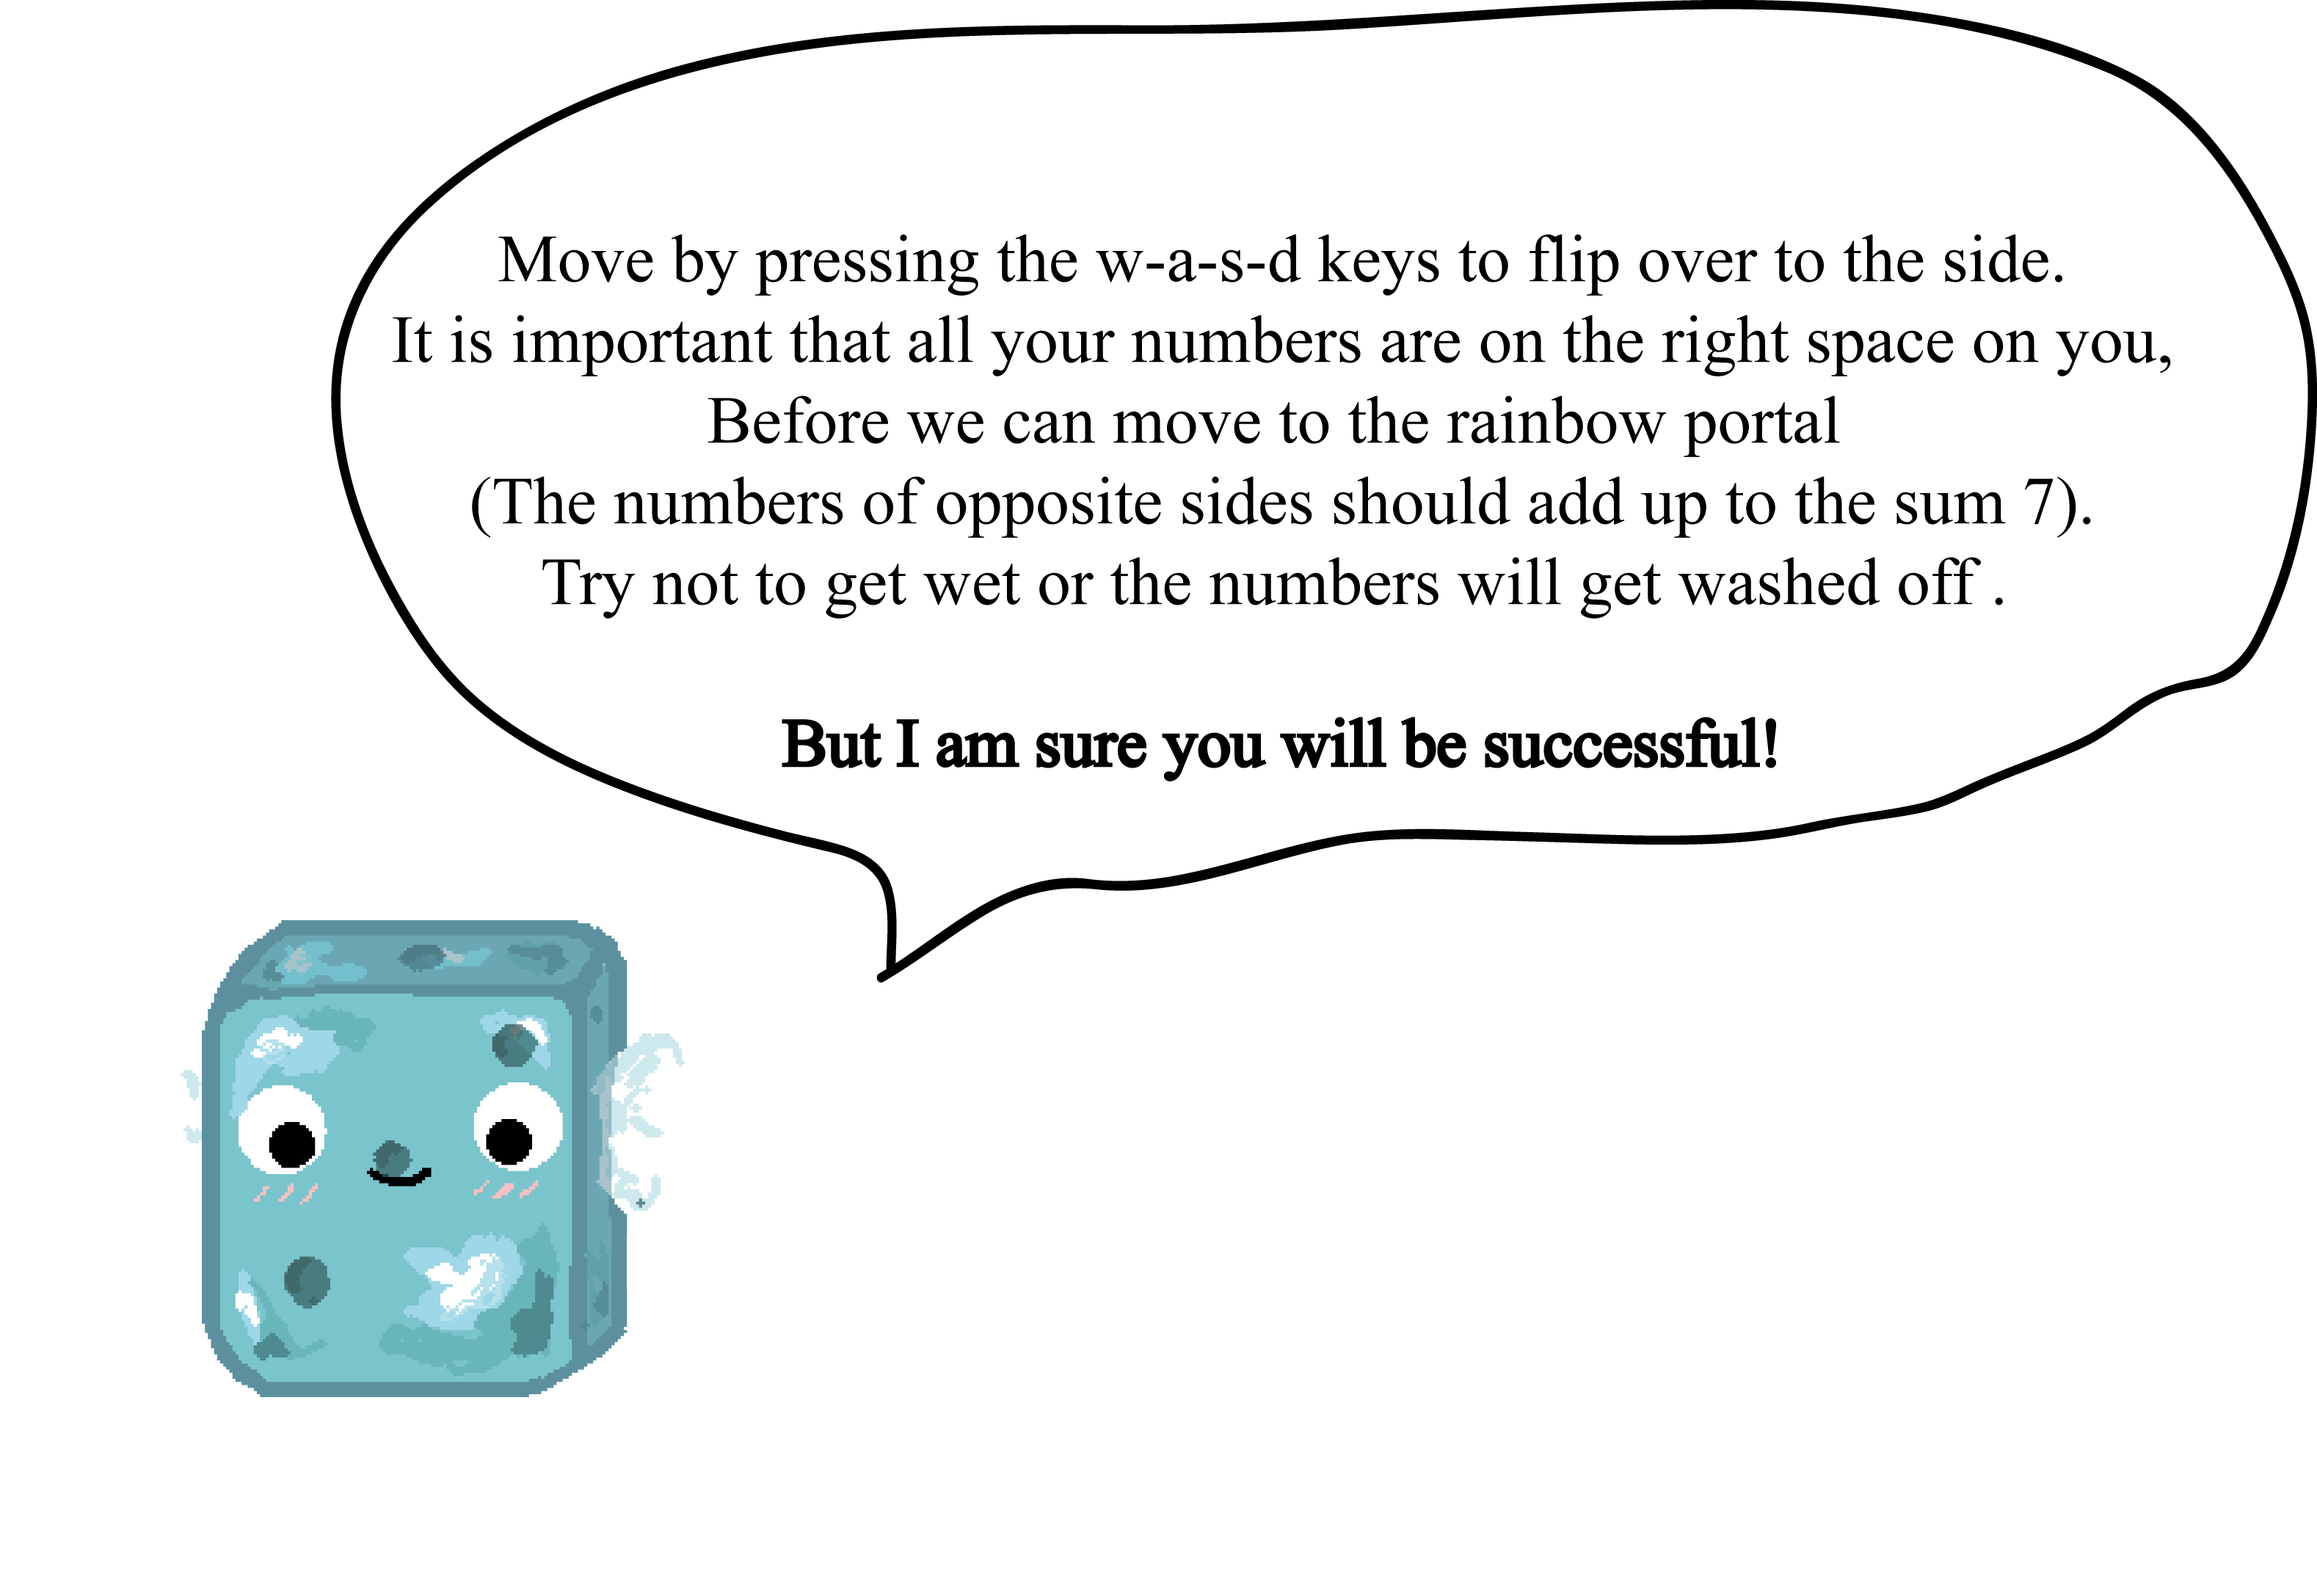 Move by pressing the w-a-s-d keys to flip over to the side.
It is important that all your numbers are on the right space on you,
Before we can move to the rainbow portal
(The numbers of opposite sides should add up to the sum 7).
Try not to get wet or the numbers will get washed off .
But I am sure you will be successful!